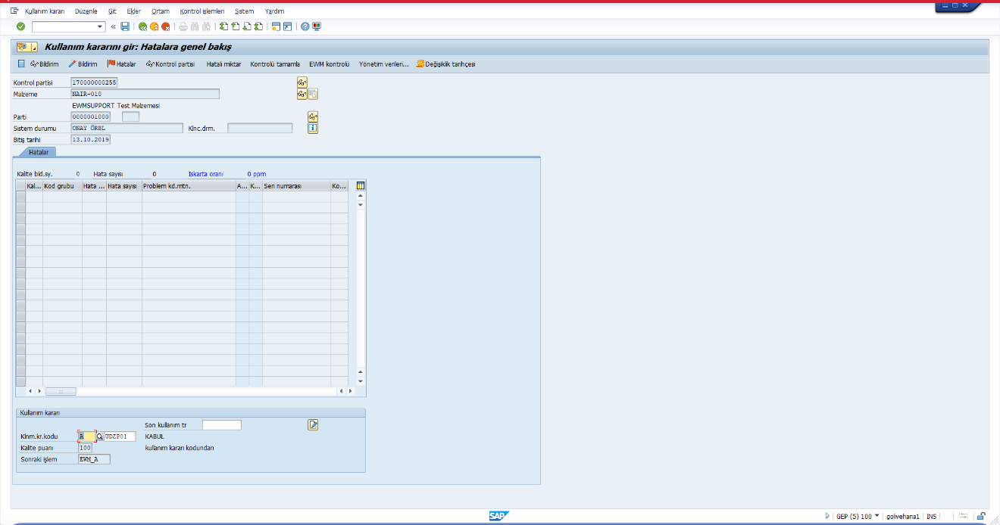 Kullanım kararı Düzenle Git Ekler Ortam Kontrol işlemleri Sistem Yardım
Kullanım kararını gir: Hatalara genel bakış
Bildirim Bildirim Hatalar Kontrol partisi Hatalı miktar Kontrolü tamamla EWM kontrolü Yönetim verileri... Değişiklik tarihçesi
Kontrol partisi 170000000255
Malzeme NAIR-010
EWMSUPPORT Test Malzemesi
Parti 0000001000
Sistem durumu ONAY ÖRBL Klnc.drm.
Bitiş tarihi 13.10.2019
Hatalar
Kalite bld.sy. 0 Hata sayısı 0 Iskarta oranı 0 ppm
Kal... Kod grubu Hata ... Hata sayısı Problem kd.mtn. A... K... Seri numarası Ko...
Kullanım kararı
Son kullanım tr
Klnm.kr.kodu A UDZP01 KABUL
Kalite puanı 100 kullanım kararı kodundan
Sonraki işlem EWM_A
SAP
GEP (5) 100 golivehana1 INS